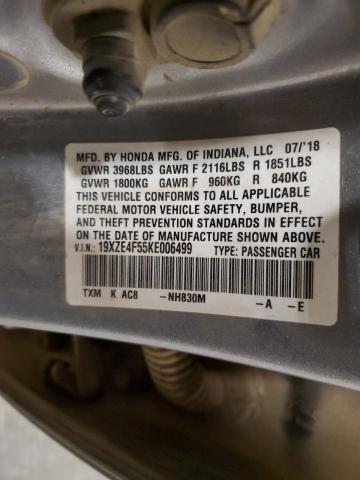 MFD. BY HONDA MFG. OF INDIANA, LLC 07/'18
GVWR 3968LBS GAWR F 2116LBS R 1851LBS
GVWR 1800KG GAWR F 960KG R 840KG
THIS VEHICLE CONFORMS TO ALL APPLICABLE
FEDERAL MOTOR VEHICLE SAFETY, BUMPER,
AND THEFT PREVENTION STANDARDS IN EFFECT
ON THE DATE OF MANUFACTURE SHOWN ABOVE.
V.I.N.: 19XZE4F55KE006499 TYPE: PASSENGER CAR
TXM K AC8 -NH830M -A -E